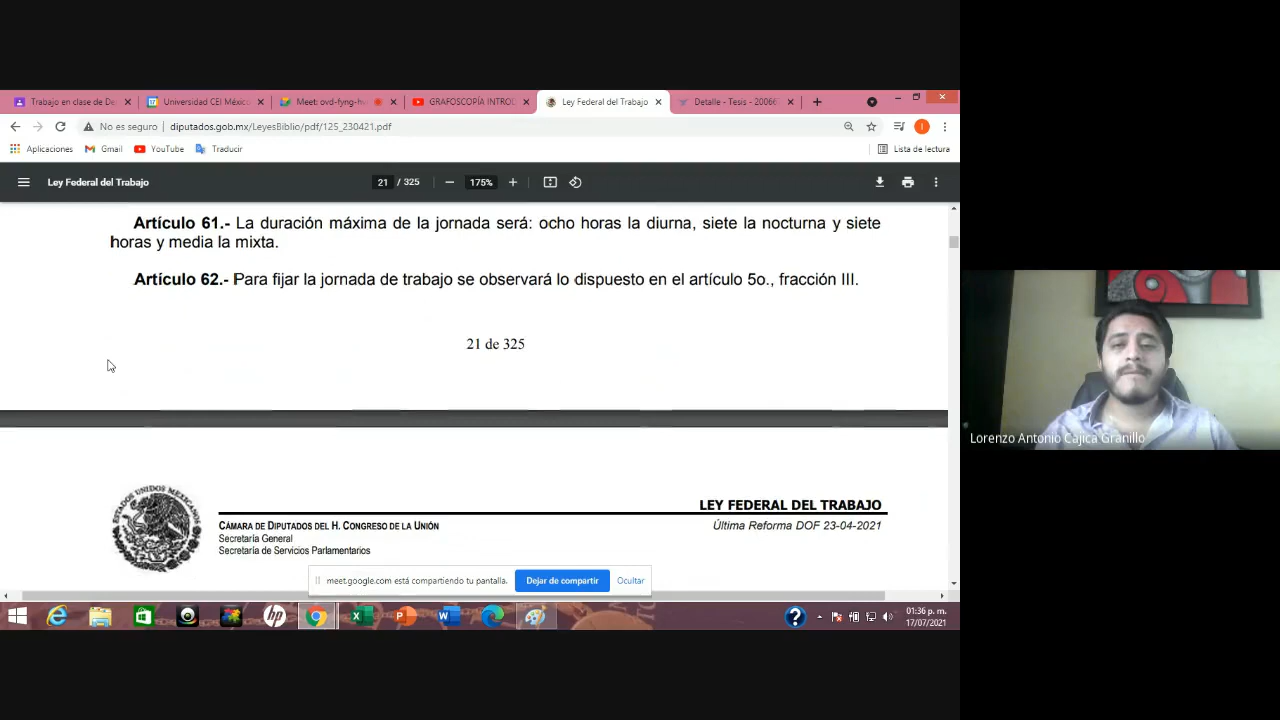 Trabajo en clase de De
Universidad CEI Méxic
Meet: ovd-fyng-h
GRAFOSCOPÍA INTROL
Ley Federal del Trabajo
Detalle - Tesis - 20066
No es seguro
diputados.gob.mx/LeyesBiblio/pdf/125_230421.pdf
Aplicaciones
Gmail
YouTube
Traducir
Lista de lectura
Ley Federal del Trabajo
21 / 325
175%
Artículo 61.- La duración máxima de la jornada será: ocho horas la diurna, siete la nocturna y siete
horas y media la mixta.
Artículo 62.- Para fijar la jornada de trabajo se observará lo dispuesto en el artículo 5o., fracción III.
21 de 325
ESTADOS UNIDOS MEXICANOS
LEY FEDERAL DEL TRABAJO
CÁMARA DE DIPUTADOS DEL H. CONGRESO DE LA UNIÓN
Última Reforma DOF 23-04-2021
Secretaría General
Secretaría de Servicios Parlamentarios
meet.google.com está compartiendo tu pantalla.
Dejar de compartir
Ocultar
01:36 p. m.
17/07/2021
Lorenzo Antonio Cajica Granillo